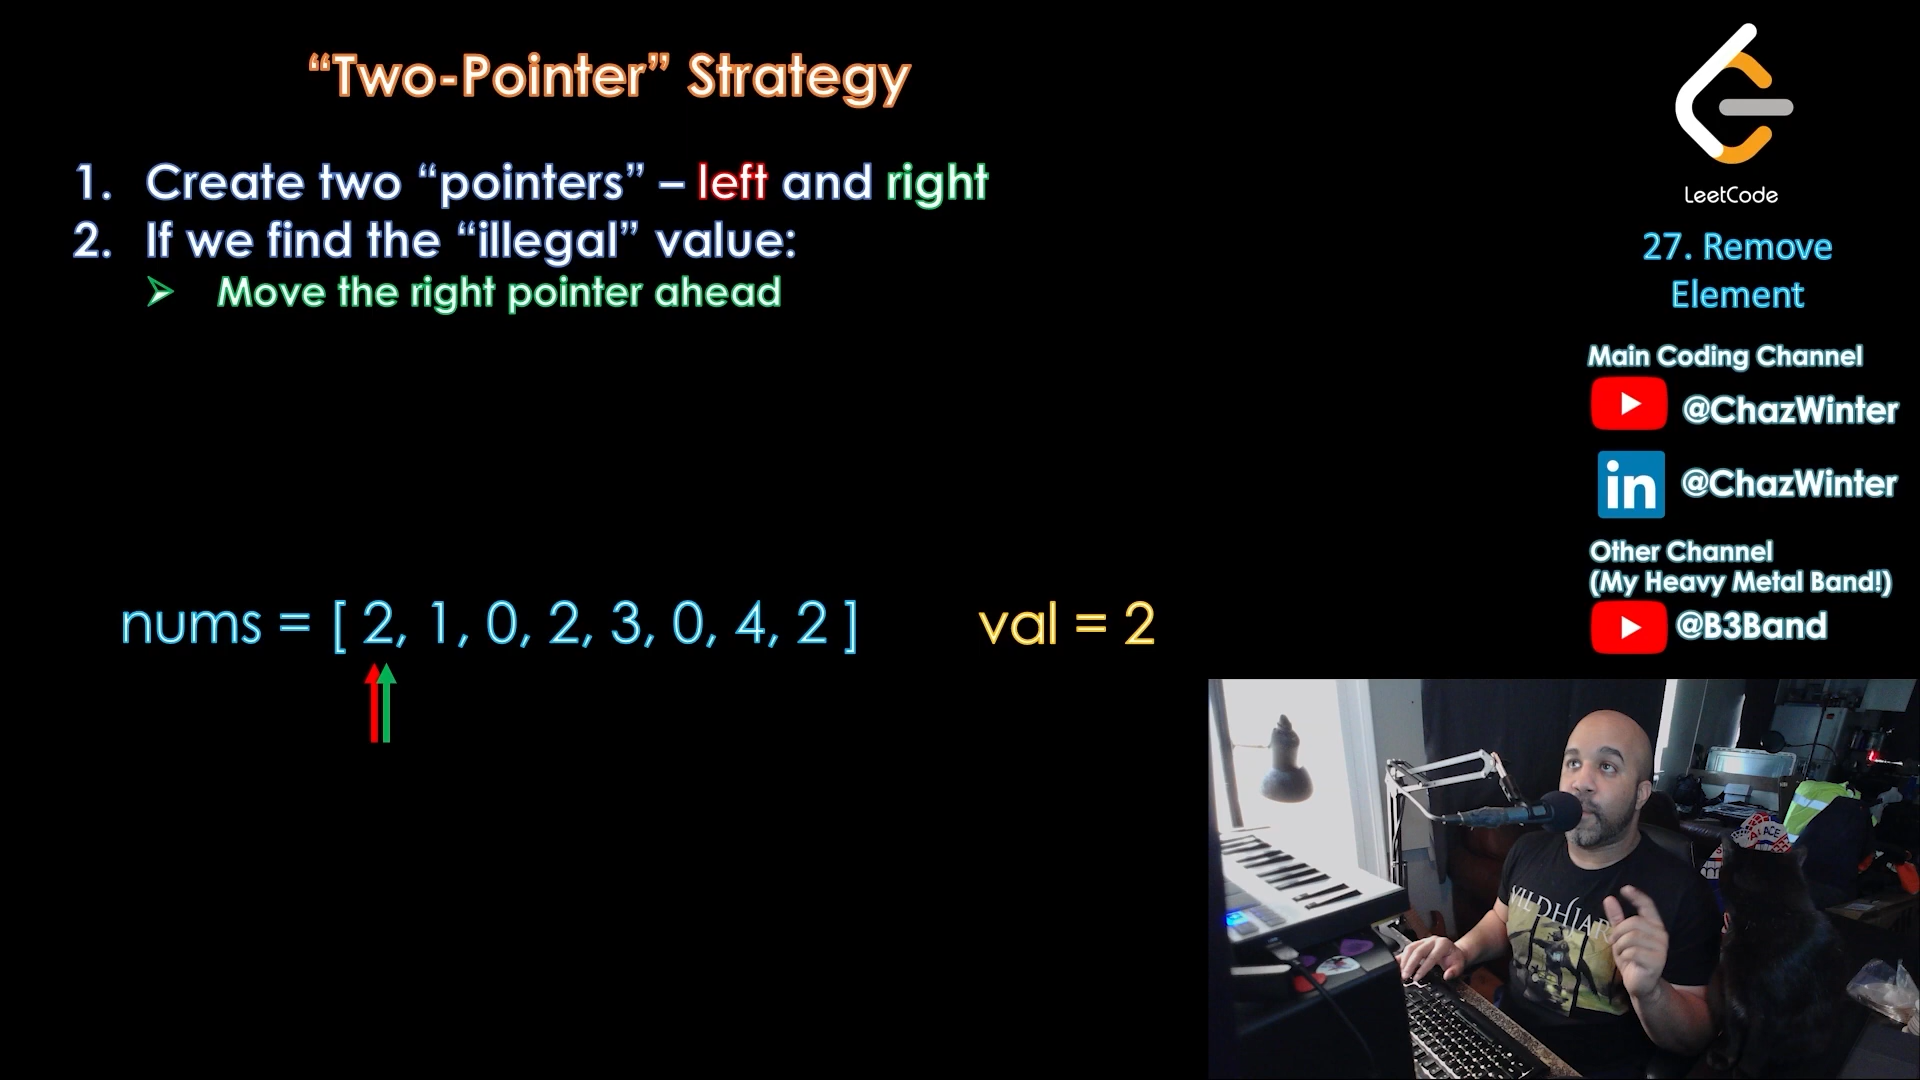 “Two-Pointer” Strategy
1. Create two “pointers” – left and right
2. If we find the “illegal” value:
➢ Move the right pointer ahead
nums = [ 2, 1, 0, 2, 3, 0, 4, 2 ]
val = 2
LeetCode
27. Remove
Element
Main Coding Channel
@ChazWinter
in @ChazWinter
Other Channel
(My Heavy Metal Band!)
@B3Band
ACE